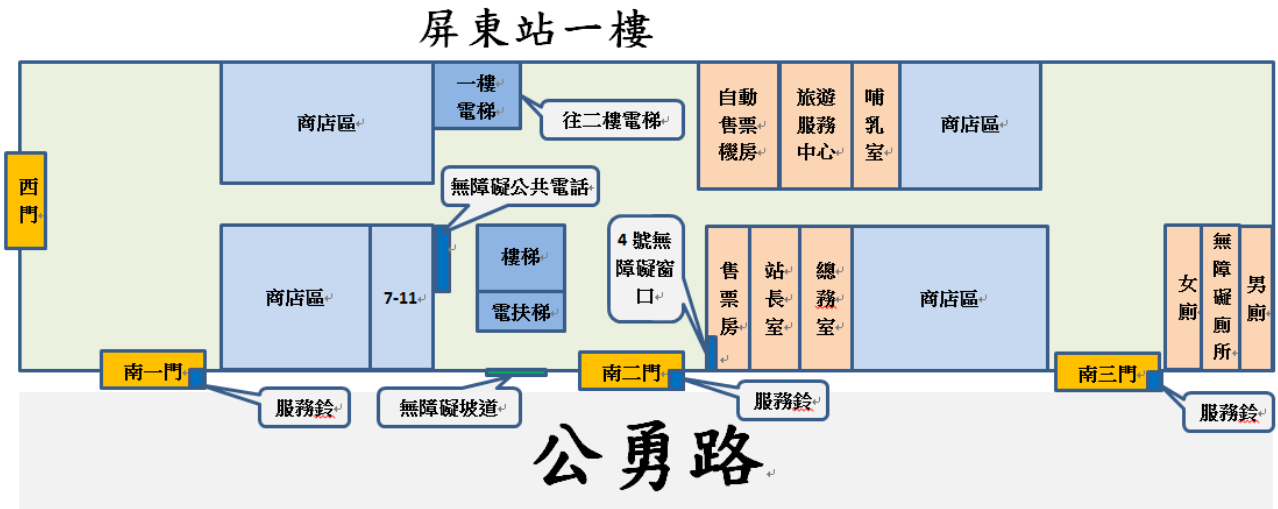 屏東站一樓
商店區
一樓
電梯
往二樓電梯
自動
售票
機房
旅遊
服務
中心
哺
乳
室
商店區
西
門
無障礙公共電話
商店區
7-11
樓梯
電扶梯
4 號無
障礙窗
口
售
票
房
站
長
室
總
務
室
商店區
女
廁
無
障
礙
廁
所
男
廁
南一門
服務鈴
無障礙坡道
南二門
服務鈴
南三門
服務鈴
公勇路